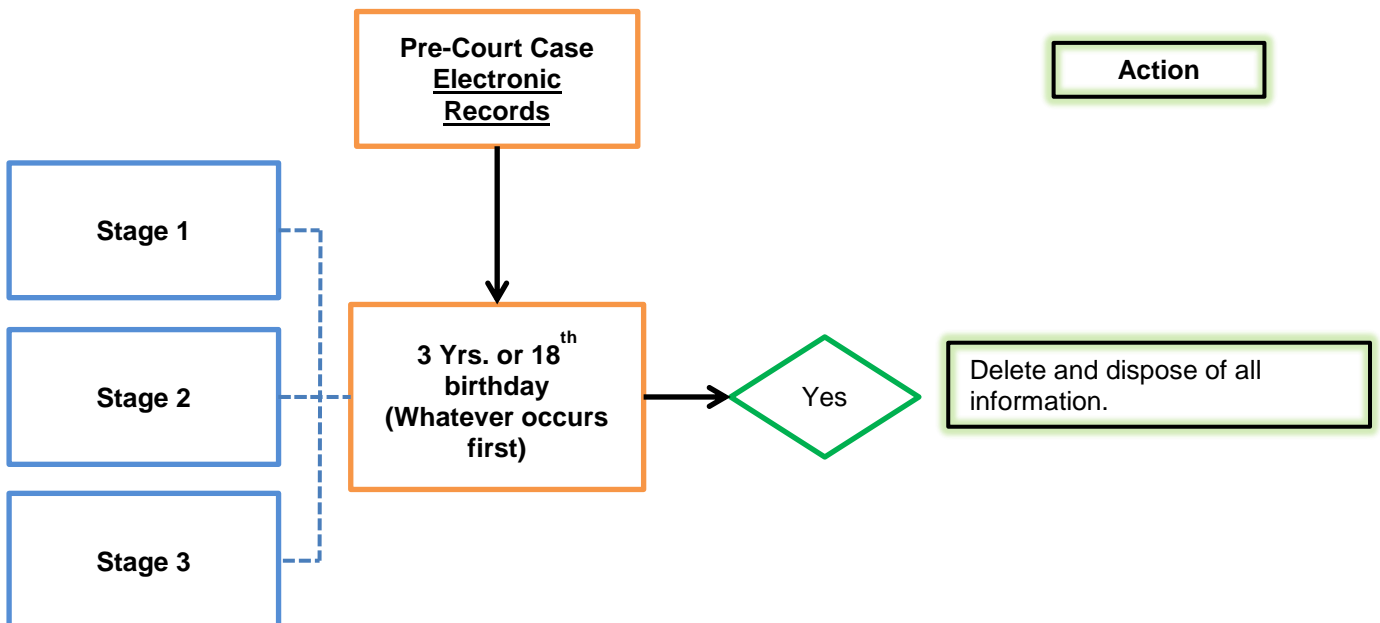 Pre-Court Case
Electronic
Records
Action
Stage 1
Stage 2
Stage 3
3 Yrs. or 18th
birthday
(Whatever occurs
first)
Yes
Delete and dispose of all
information.